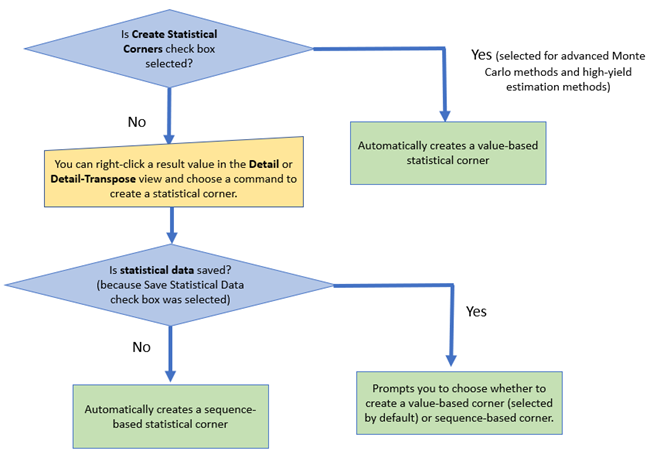 Is Create Statistical
Corners check box
selected?
Yes (selected for advanced Monte
Carlo methods and high-yield
estimation methods)
No
Automatically creates a value-based
statistical corner
You can right-click a result value in the Detail or
Detail-Transpose view and choose a command to
create a statistical corner.
Is statistical data saved?
(because Save Statistical Data
check box was selected)
Yes
No
Prompts you to choose whether to
create a value-based corner (selected
by default) or sequence-based corner.
Automatically creates a sequence-
based statistical corner